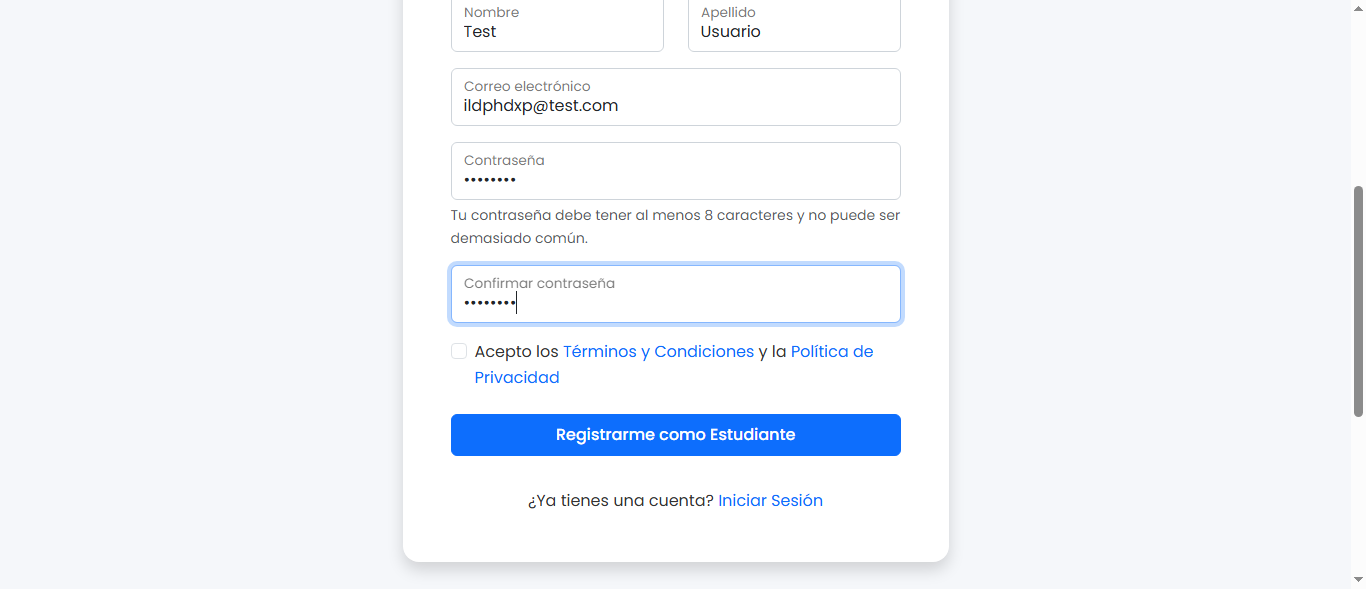 Nombre
Test
Apellido
Usuario
Correo electrónico
ildphdxp@test.com
Contraseña
••••••••
Tu contraseña debe tener al menos 8 caracteres y no puede ser
demasiado común.
Confirmar contraseña
••••••••
Acepto los Términos y Condiciones y la Política de
Privacidad
Registrarme como Estudiante
¿Ya tienes una cuenta? Iniciar Sesión